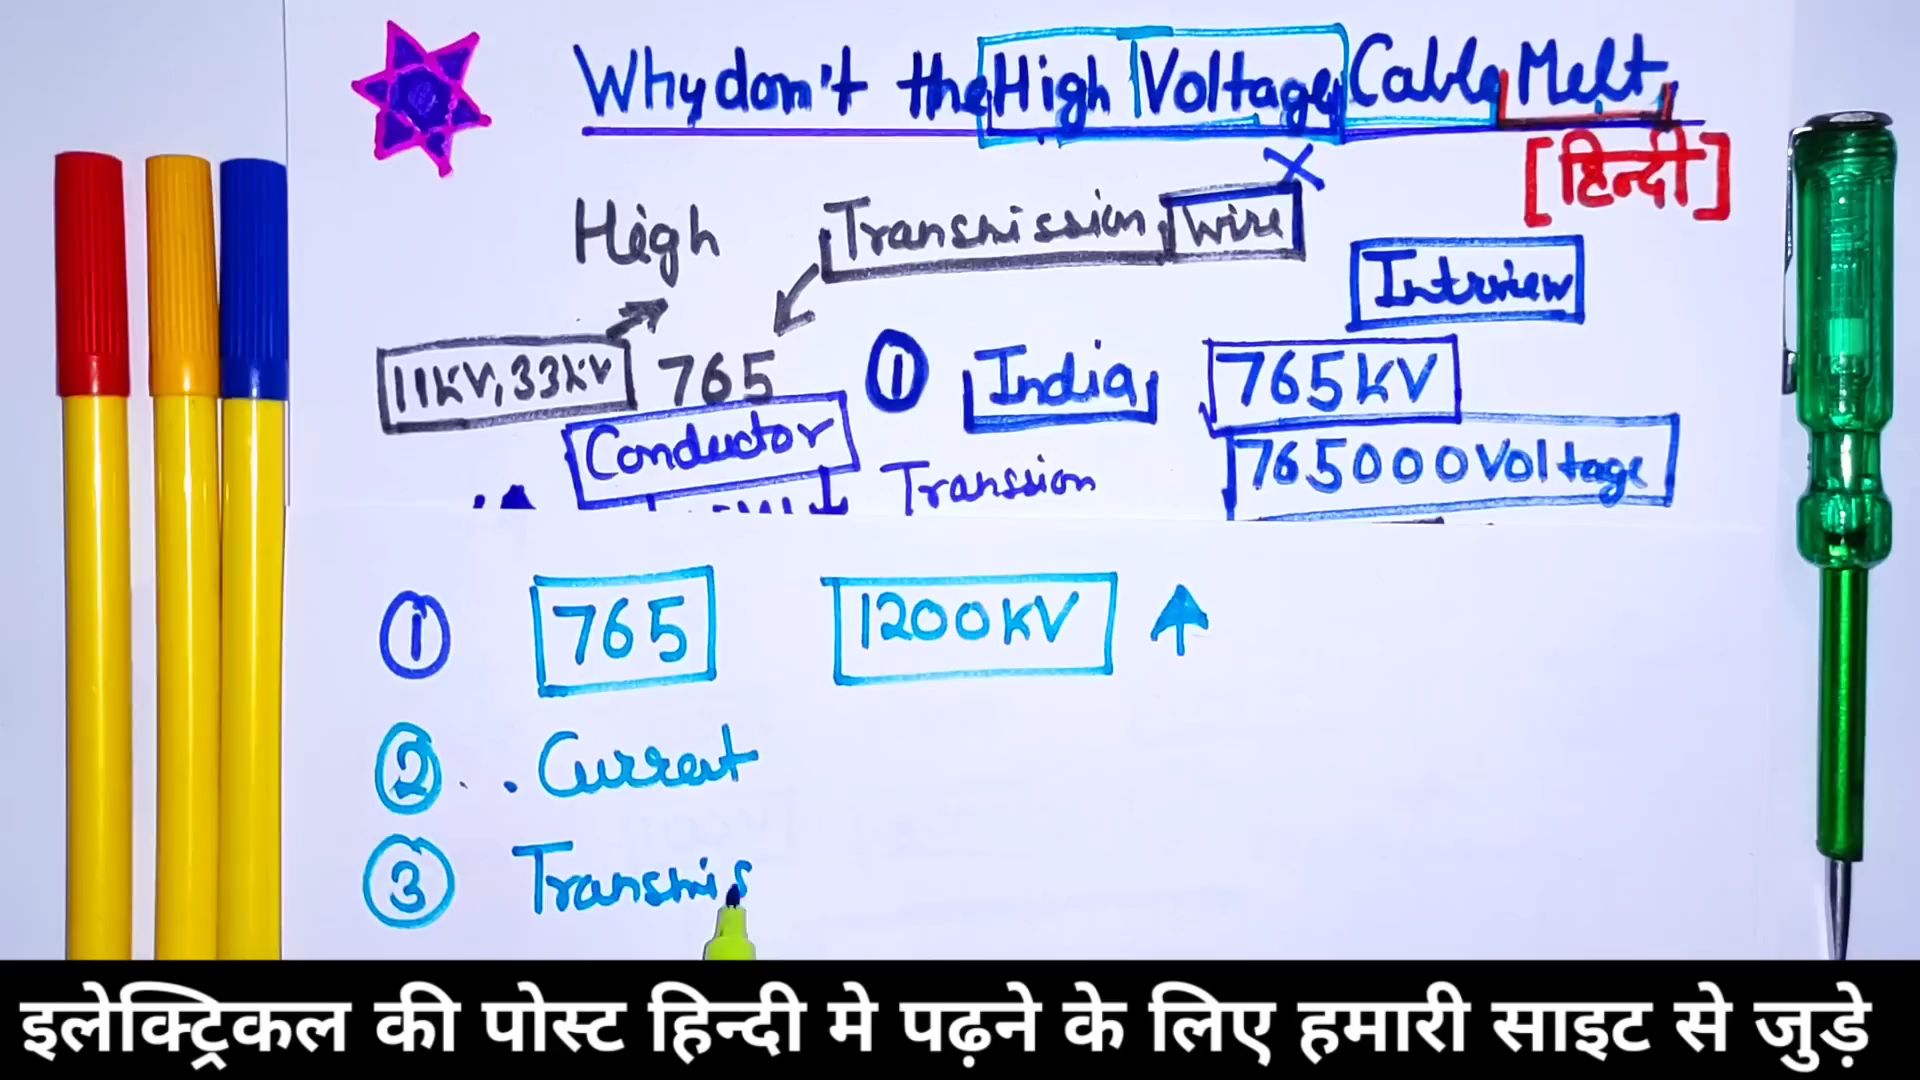 Why don't the High Voltage Cable Melt
[हिन्दी]
High Transmission Wire
Intrview
11KV, 33KV 765 ① India 765KV
Conductor 765000 Voltage
Transsion
① 765 1200KV
② Current
③ Transmis
इलेक्ट्रिकल की पोस्ट हिन्दी मे पढ़ने के लिए हमारी साइट से जुड़े